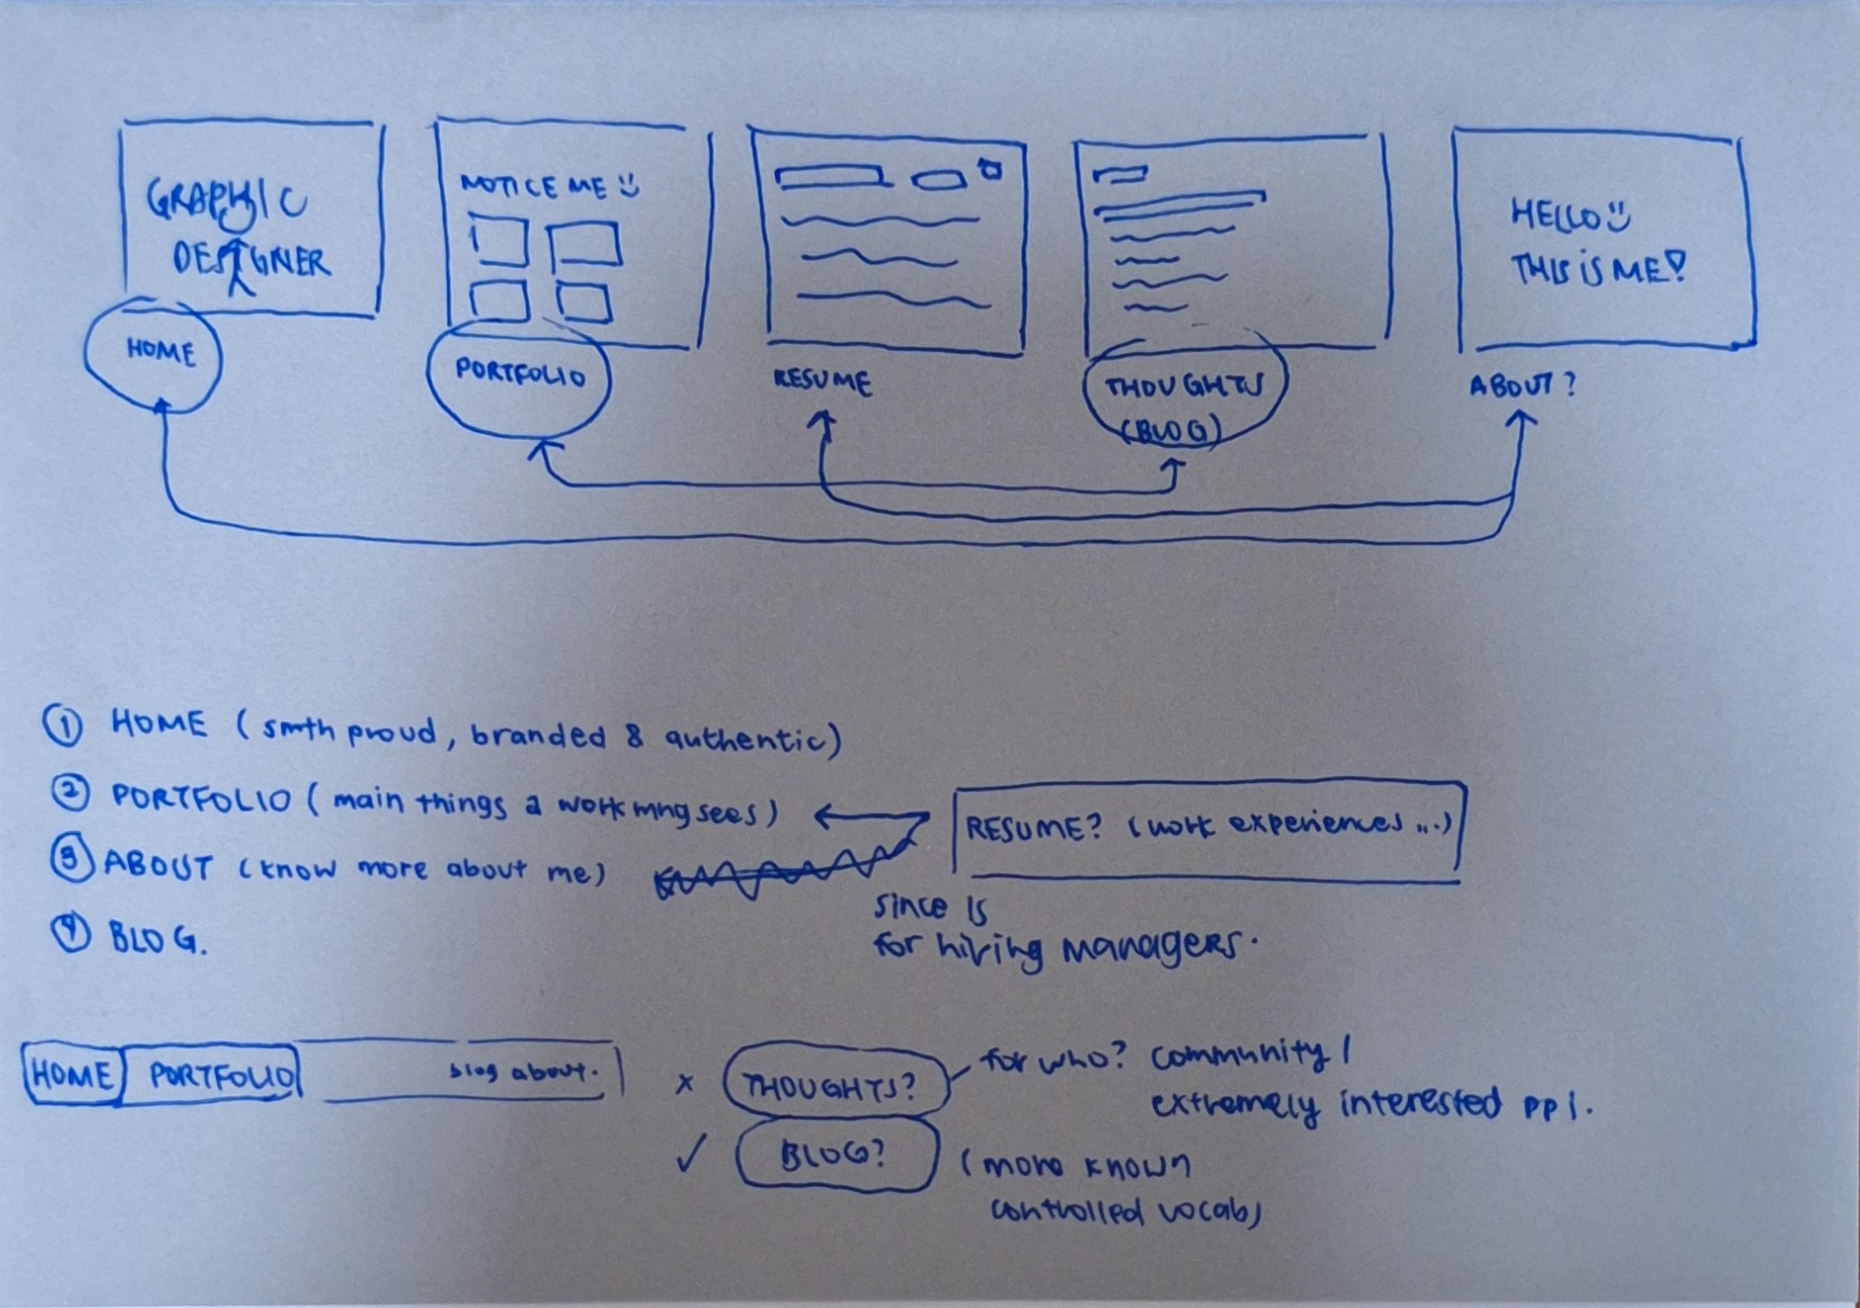 GRAPHIC
DESIGNER
NOTICE ME
HELLO
THIS iS ME!
HOME
PORTFOLIO
RESUME
THOUGHTS
(BLOG)
ABOUT?
1 HOME (smth proud, branded & authentic)
2 PORTFOLIO (main things a work mng sees)
RESUME? (work experiences ...)
3 ABOUT (know more about me)
since is
for hiring managers.
4 BLOG.
HOME PORTFOLIO blog about.
x THOUGHTS? for who? community /
extremely interested ppl.
✓ BLOG? (more known
controlled vocab)